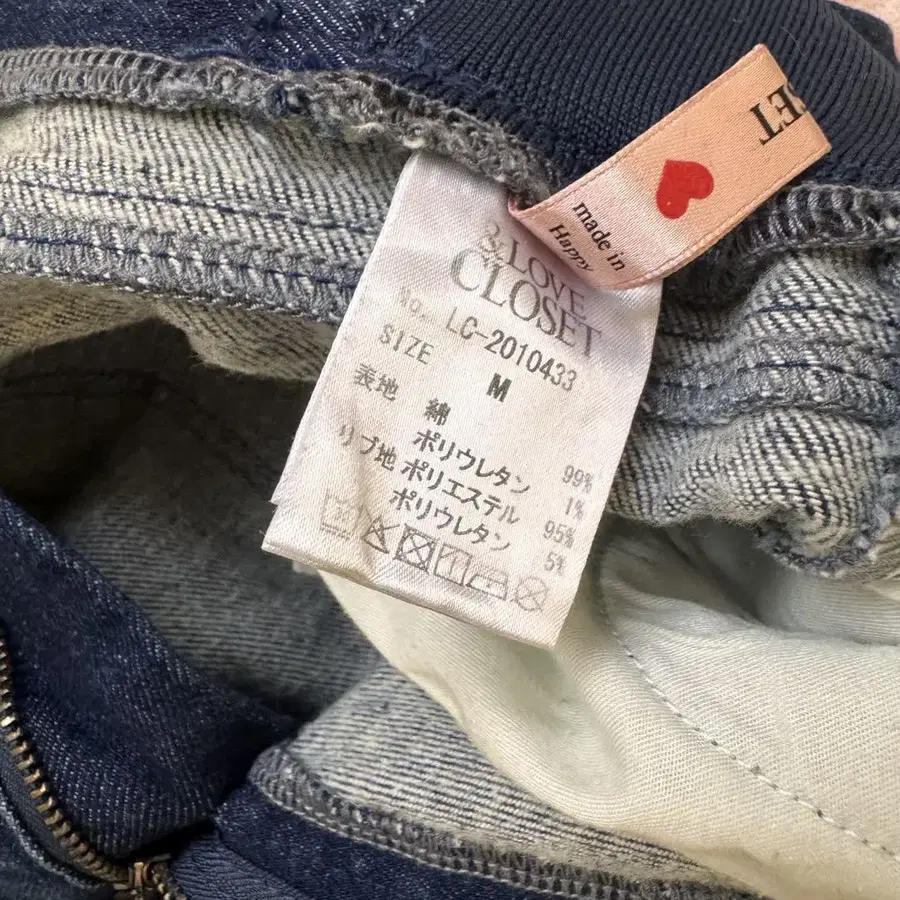 SET
made in
Happy
& LOVE
CLOSET
No. LC-2010433
SIZE M
表地 綿 99%
ポリウレタン 1%
リブ地 ポリエステル 95%
ポリウレタン 5%